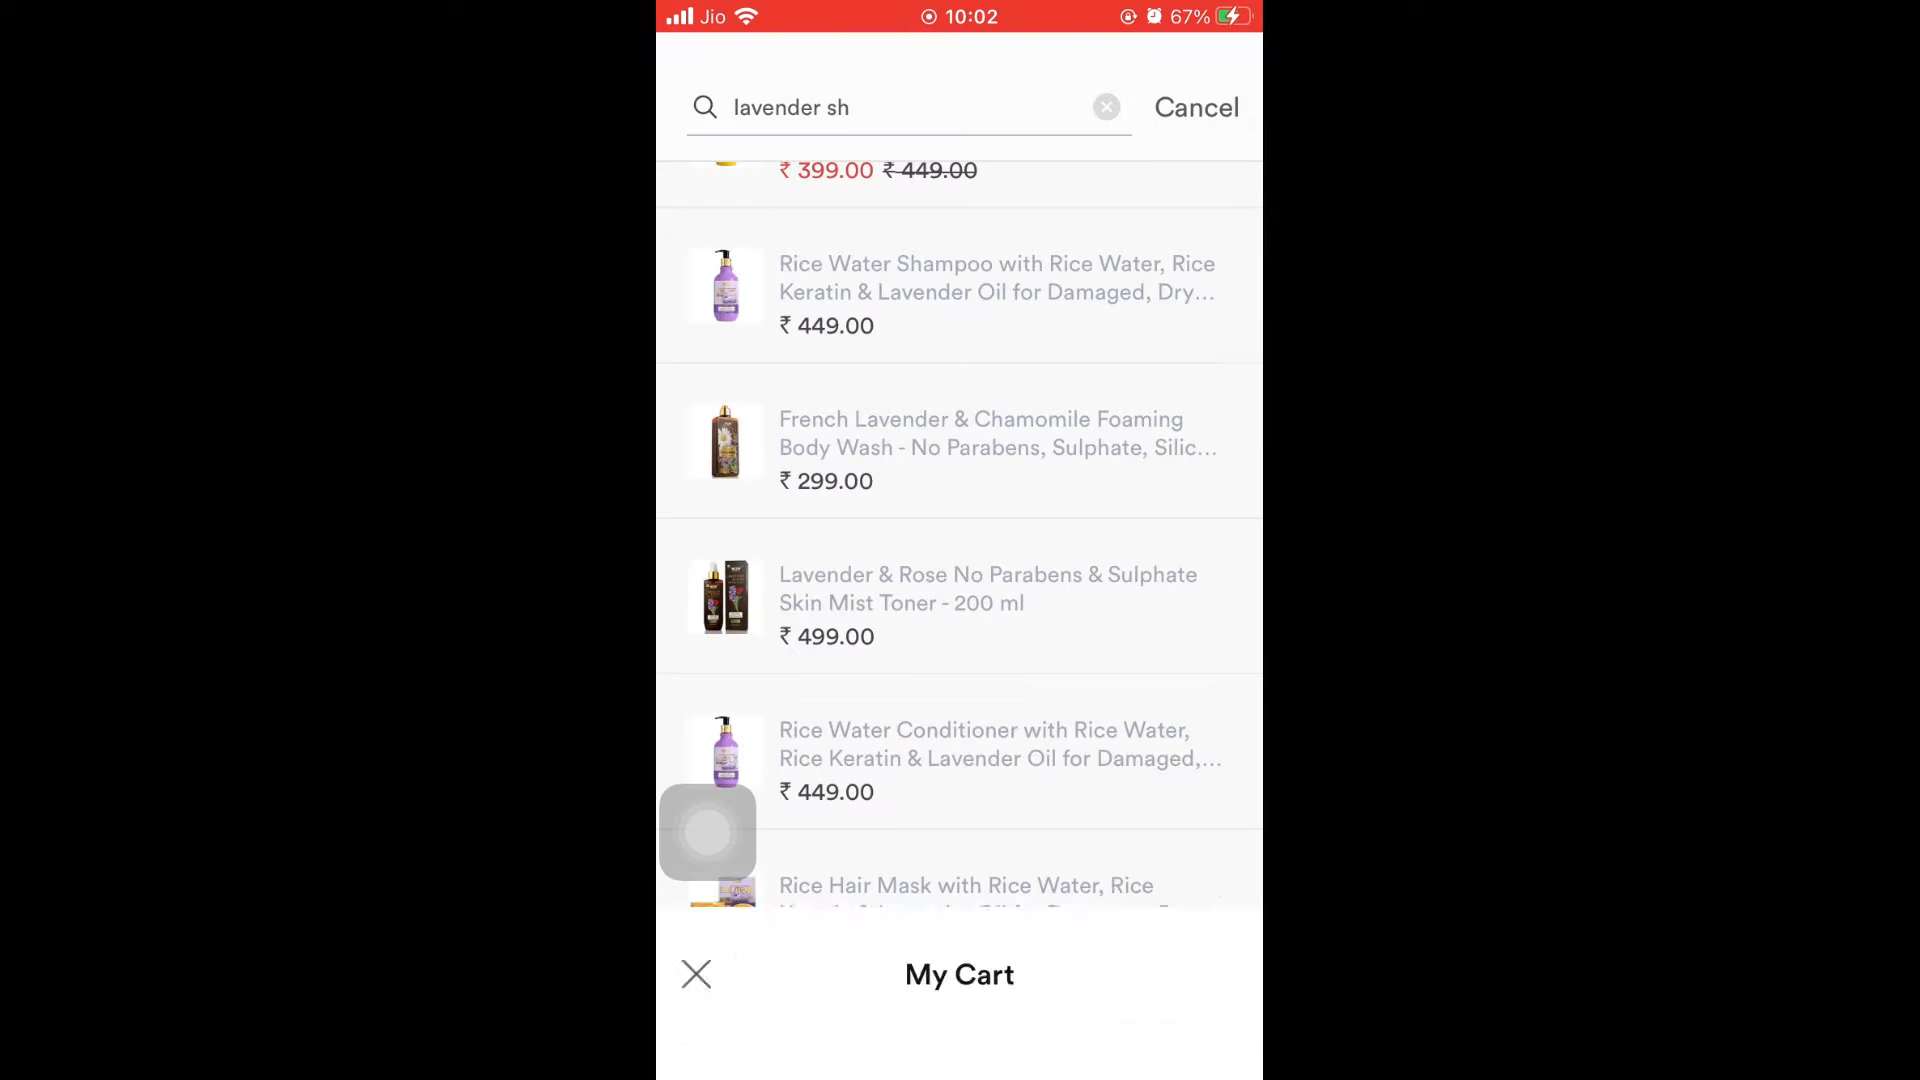 Jio 10:02 67%
lavender sh Cancel
₹ 399.00 ₹ 449.00
Rice Water Shampoo with Rice Water, Rice
Keratin & Lavender Oil for Damaged, Dry...
₹ 449.00
French Lavender & Chamomile Foaming
Body Wash - No Parabens, Sulphate, Silic...
₹ 299.00
Lavender & Rose No Parabens & Sulphate
Skin Mist Toner - 200 ml
₹ 499.00
Rice Water Conditioner with Rice Water,
Rice Keratin & Lavender Oil for Damaged,...
₹ 449.00
Rice Hair Mask with Rice Water, Rice
My Cart